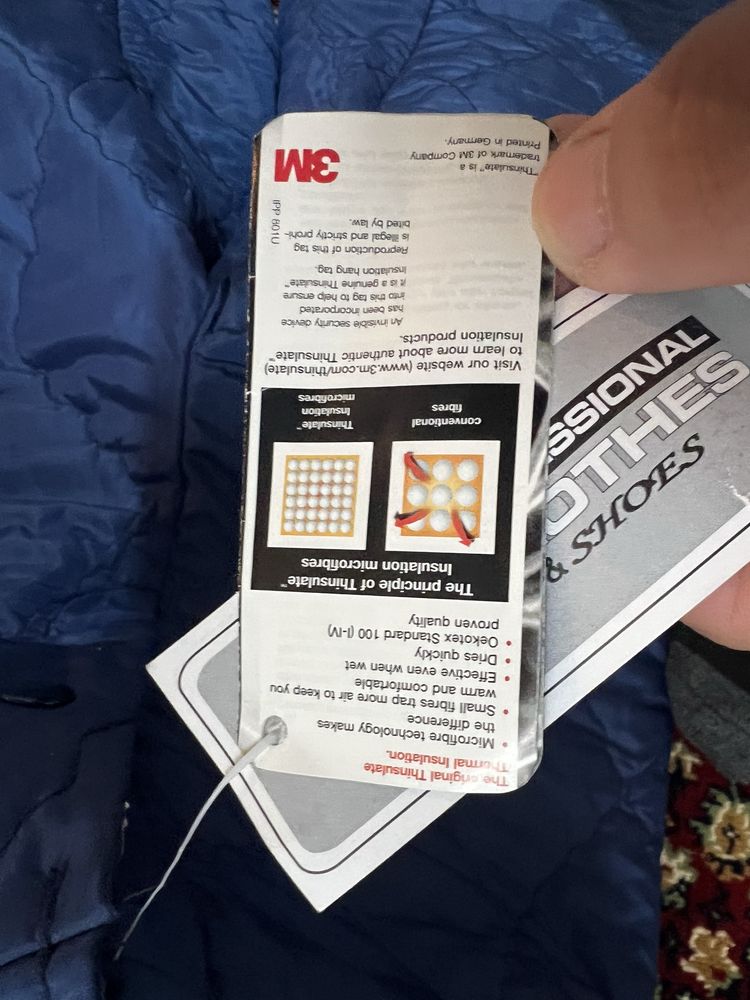 The original Thinsulate
Thermal Insulation.
• Microfibre technology makes
the difference
• Small fibres trap more air to keep you
warm and comfortable
• Effective even when wet
• Dries quickly
• Oekotex Standard 100 (I-IV)
proven quality
The principle of Thinsulate™
Insulation microfibres
conventional
fibres
Thinsulate™
Insulation
microfibres
Visit our website (www.3m.com/thinsulate)
to learn more about authentic Thinsulate™
Insulation products.
An invisible security device
has been incorporated
into this tag to help ensure
it is a genuine Thinsulate™
Insulation hang tag.
Reproduction of this tag
is illegal and strictly prohi-
bited by law.
IPP 801U
"Thinsulate" is a
trademark of 3M Company
Printed in Germany.
3M
SSIONAL
OTHES
& SHOES